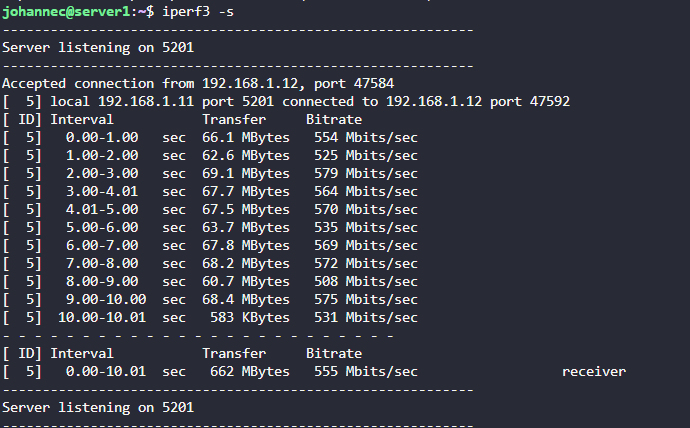 johannec@server1:~$ iperf3 -s
-----------------------------------------------------------
Server listening on 5201
-----------------------------------------------------------
Accepted connection from 192.168.1.12, port 47584
[  5] local 192.168.1.11 port 5201 connected to 192.168.1.12 port 47592
[ ID] Interval           Transfer     Bitrate
[  5]   0.00-1.00   sec  66.1 MBytes   554 Mbits/sec
[  5]   1.00-2.00   sec  62.6 MBytes   525 Mbits/sec
[  5]   2.00-3.00   sec  69.1 MBytes   579 Mbits/sec
[  5]   3.00-4.01   sec  67.7 MBytes   564 Mbits/sec
[  5]   4.01-5.00   sec  67.5 MBytes   570 Mbits/sec
[  5]   5.00-6.00   sec  63.7 MBytes   535 Mbits/sec
[  5]   6.00-7.00   sec  67.8 MBytes   569 Mbits/sec
[  5]   7.00-8.00   sec  68.2 MBytes   572 Mbits/sec
[  5]   8.00-9.00   sec  60.7 MBytes   508 Mbits/sec
[  5]   9.00-10.00  sec  68.4 MBytes   575 Mbits/sec
[  5]  10.00-10.01  sec   583 KBytes   531 Mbits/sec
- - - - - - - - - - - - - - - - - - - - - - - - -
[ ID] Interval           Transfer     Bitrate
[  5]   0.00-10.01  sec   662 MBytes   555 Mbits/sec                  receiver
-----------------------------------------------------------
Server listening on 5201
-----------------------------------------------------------